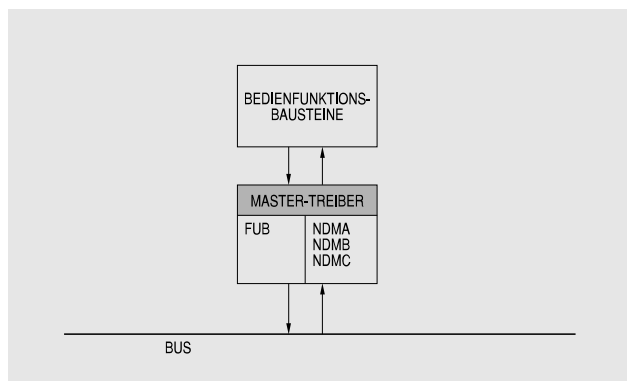 BEDIENFUNKTIONS-
BAUSTEINE
MASTER-TREIBER
FUB
NDMA
NDMB
NDMC
BUS